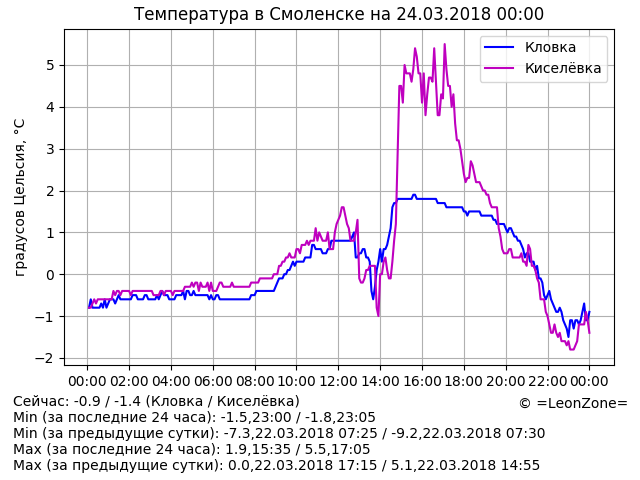 Температура в Смоленске на 24.03.2018 00:00
Кловка
Киселёвка
градусов Цельсия, °C
5
4
3
2
1
0
−1
−2
00:00 02:00 04:00 06:00 08:00 10:00 12:00 14:00 16:00 18:00 20:00 22:00 00:00
Сейчас: -0.9 / -1.4 (Кловка / Киселёвка)
© =LeonZone=
Min (за последние 24 часа): -1.5,23:00 / -1.8,23:05
Min (за предыдущие сутки): -7.3,22.03.2018 07:25 / -9.2,22.03.2018 07:30
Max (за последние 24 часа): 1.9,15:35 / 5.5,17:05
Max (за предыдущие сутки): 0.0,22.03.2018 17:15 / 5.1,22.03.2018 14:55